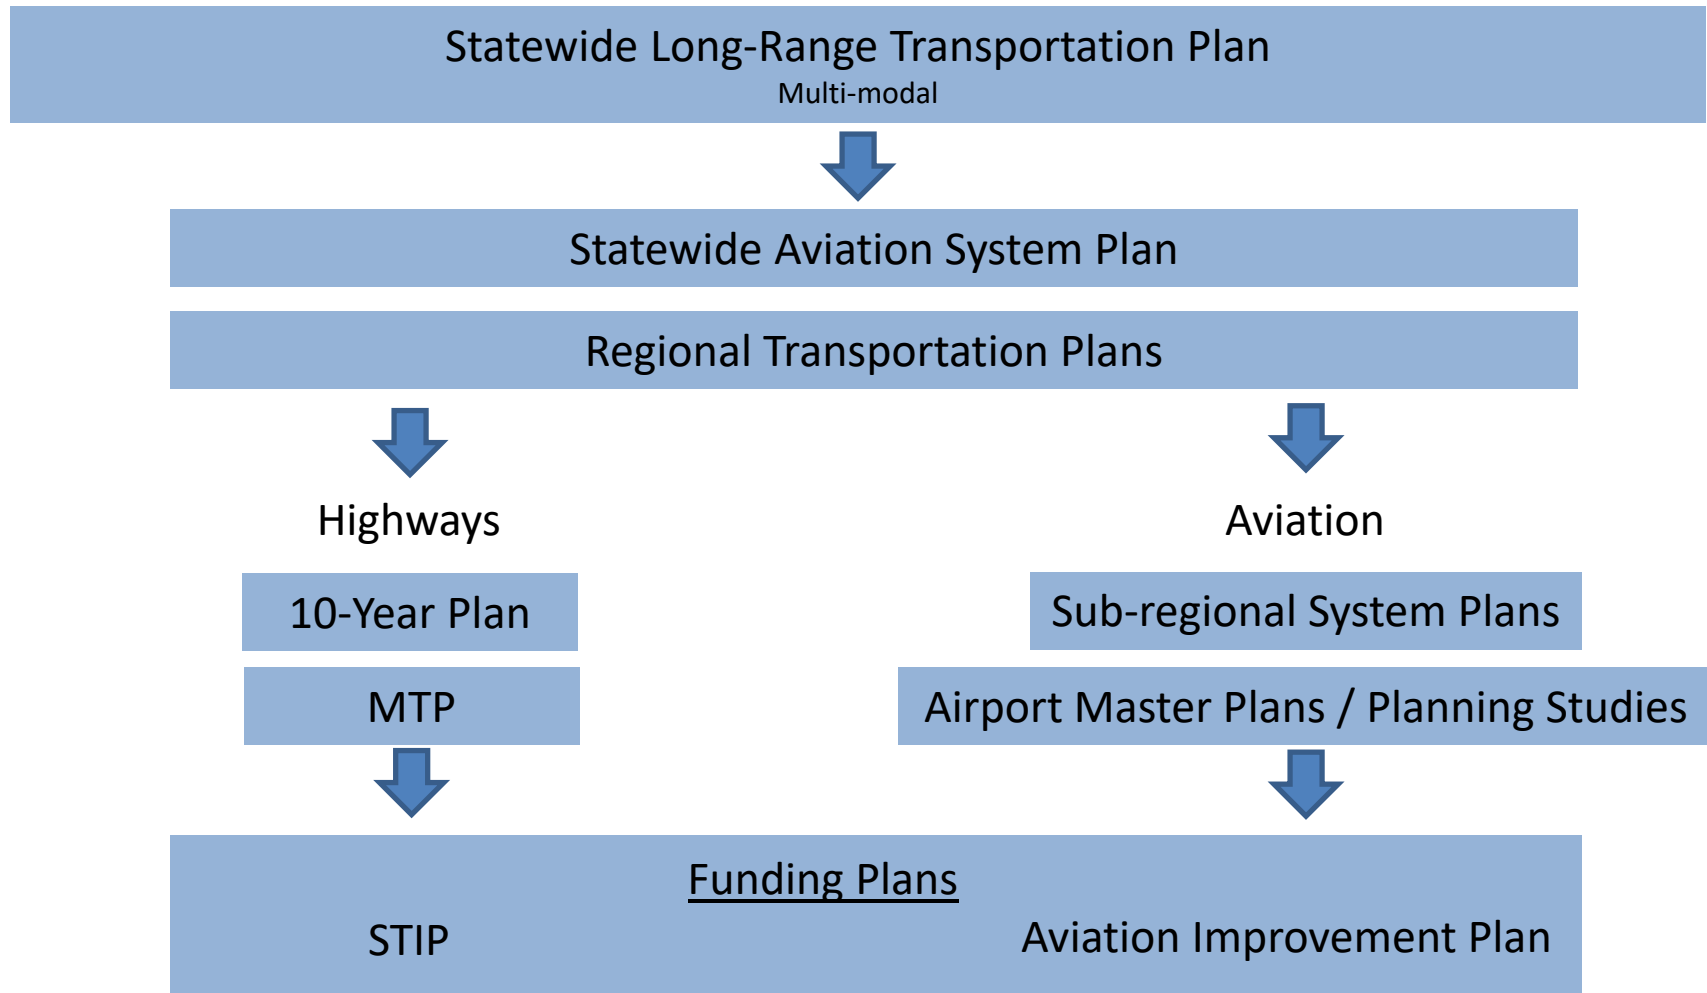 Statewide Long-Range Transportation Plan
Multi-modal
Statewide Aviation System Plan
Regional Transportation Plans
Highways
10-Year Plan
MTP
Aviation
Sub-regional System Plans
Airport Master Plans / Planning Studies
Funding Plans
STIP
Aviation Improvement Plan